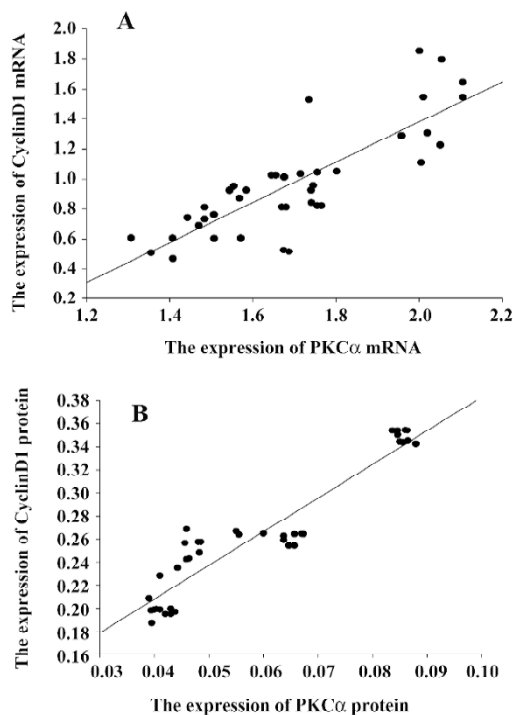 A
The expression of CyclinD1 mRNA
2.0
1.8
1.6
1.4
1.2
1.0
0.8
0.6
0.4
0.2
1.2 1.4 1.6 1.8 2.0 2.2
The expression of PKCα mRNA
B
The expression of CyclinD1 protein
0.38
0.36
0.34
0.32
0.30
0.28
0.26
0.24
0.22
0.20
0.18
0.16
0.03 0.04 0.05 0.06 0.07 0.08 0.09 0.10
The expression of PKCα protein